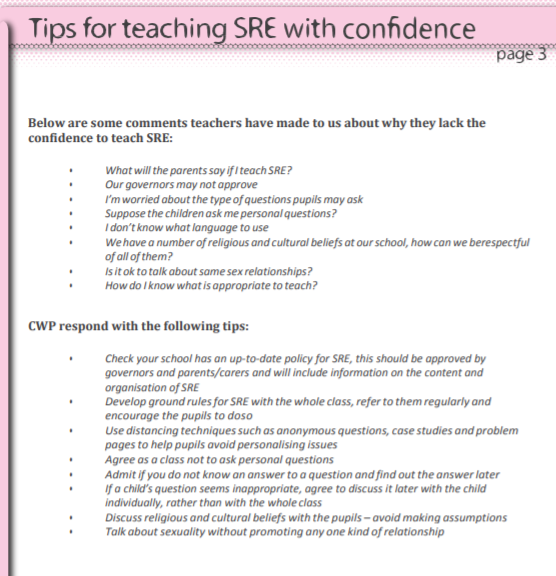 Tips for teaching SRE with confidence
page 3
Below are some comments teachers have made to us about why they lack the
confidence to teach SRE:
• What will the parents say if I teach SRE?
• Our governors may not approve
• I'm worried about the type of questions pupils may ask
• Suppose the children ask me personal questions?
• I don't know what language to use
• We have a number of religious and cultural beliefs at our school, how can we berespectful
of all of them?
• Is it ok to talk about same sex relationships?
• How do I know what is appropriate to teach?
CWP respond with the following tips:
• Check your school has an up-to-date policy for SRE, this should be approved by
governors and parents/carers and will include information on the content and
organisation of SRE
• Develop ground rules for SRE with the whole class, refer to them regularly and
encourage the pupils to doso
• Use distancing techniques such as anonymous questions, case studies and problem
pages to help pupils avoid personalising issues
• Agree as a class not to ask personal questions
• Admit if you do not know an answer to a question and find out the answer later
• If a child's question seems inappropriate, agree to discuss it later with the child
individually, rather than with the whole class
• Discuss religious and cultural beliefs with the pupils – avoid making assumptions
• Talk about sexuality without promoting any one kind of relationship